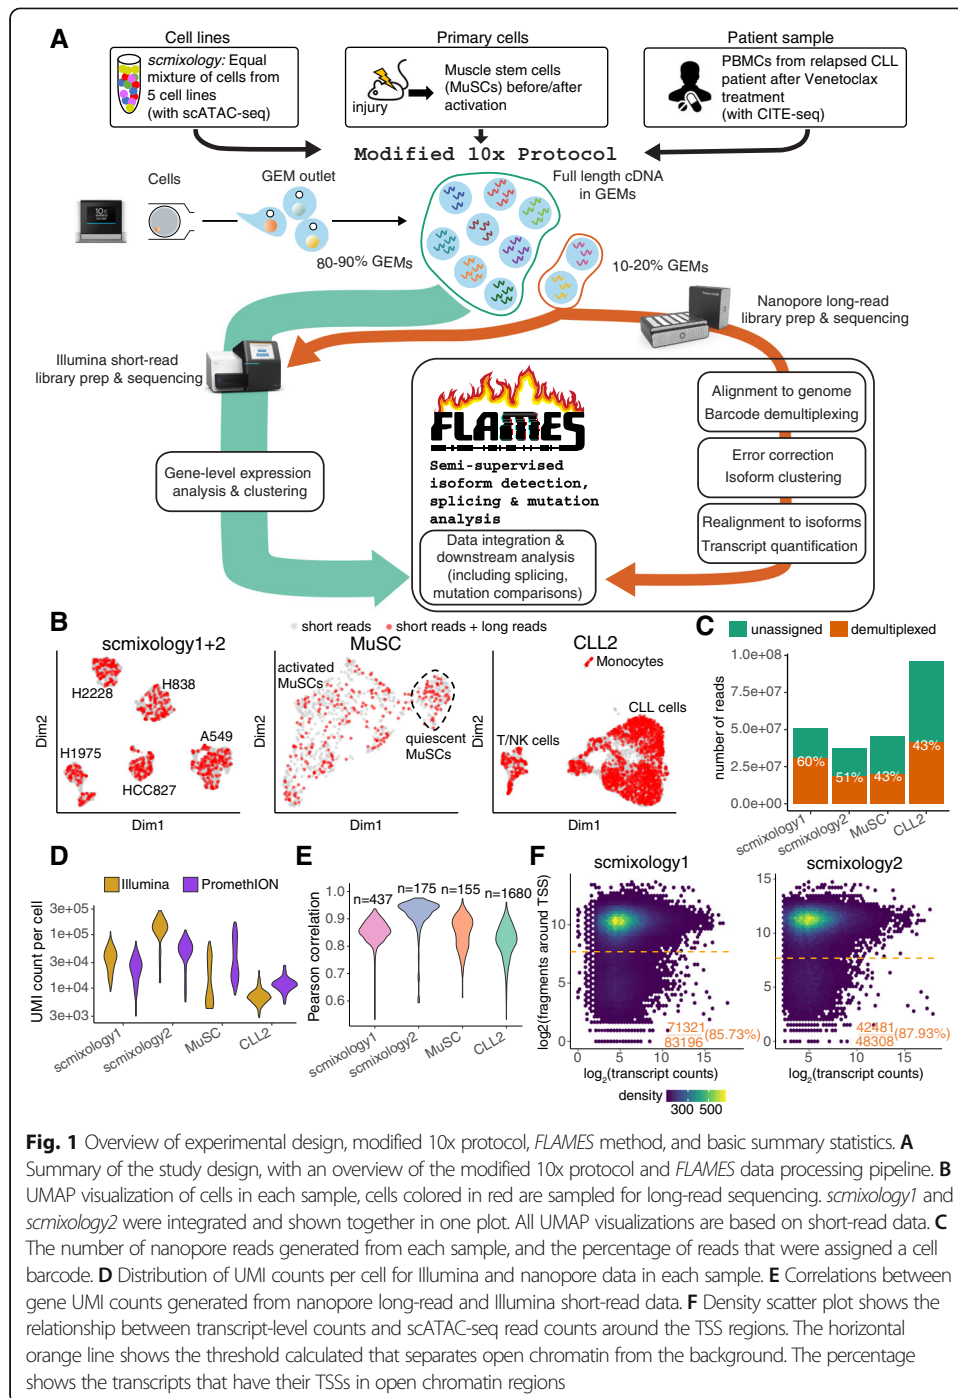 A
Cell lines
scmixology: Equal
mixture of cells from
5 cell lines
(with scATAC-seq)
Primary cells
injury
Muscle stem cells
(MuSCs) before/after
activation
Patient sample
PBMCs from relapsed CLL
patient after Venetoclax
treatment
(with CITE-seq)
Modified 10x Protocol
Cells
GEM outlet
Full length cDNA
in GEMs
10x
80-90% GEMs
10-20% GEMs
Nanopore long-read
library prep & sequencing
Illumina short-read
library prep & sequencing
FLAMES
Semi-supervised
isoform detection,
splicing & mutation
analysis
Alignment to genome
Barcode demultiplexing
Error correction
Isoform clustering
Realignment to isoforms
Transcript quantification
Gene-level expression
analysis & clustering
Data integration &
downstream analysis
(including splicing,
mutation comparisons)
B
short reads
short reads + long reads
scmixology1+2
H2228
H838
H1975
A549
HCC827
Dim2
Dim1
MuSC
activated
MuSCs
quiescent
MuSCs
Dim2
Dim1
CLL2
Monocytes
CLL cells
T/NK cells
Dim2
Dim1
C
unassigned
demultiplexed
number of reads
1.0e+08
7.5e+07
5.0e+07
2.5e+07
0.0e+00
60%
51%
43%
43%
scmixology1
scmixology2
MuSC
CLL2
D
Illumina
PromethION
UMI count per cell
3e+05
1e+05
3e+04
1e+04
3e+03
scmixology1
scmixology2
MuSC
CLL2
E
Pearson correlation
1.0
0.9
0.8
0.7
0.6
n=437
n=175
n=155
n=1680
scmixology1
scmixology2
MuSC
CLL2
F
scmixology1
log2(fragments around TSS)
10
5
0
71321
83196
(85.73%)
0
5
10
15
log2(transcript counts)
scmixology2
15
10
5
0
42481
48308
(87.93%)
0
5
10
15
log2(transcript counts)
density
300 500
Fig. 1 Overview of experimental design, modified 10x protocol, FLAMES method, and basic summary statistics. A
Summary of the study design, with an overview of the modified 10x protocol and FLAMES data processing pipeline. B
UMAP visualization of cells in each sample, cells colored in red are sampled for long-read sequencing. scmixology1 and
scmixology2 were integrated and shown together in one plot. All UMAP visualizations are based on short-read data. C
The number of nanopore reads generated from each sample, and the percentage of reads that were assigned a cell
barcode. D Distribution of UMI counts per cell for Illumina and nanopore data in each sample. E Correlations between
gene UMI counts generated from nanopore long-read and Illumina short-read data. F Density scatter plot shows the
relationship between transcript-level counts and scATAC-seq read counts around the TSS regions. The horizontal
orange line shows the threshold calculated that separates open chromatin from the background. The percentage
shows the transcripts that have their TSSs in open chromatin regions